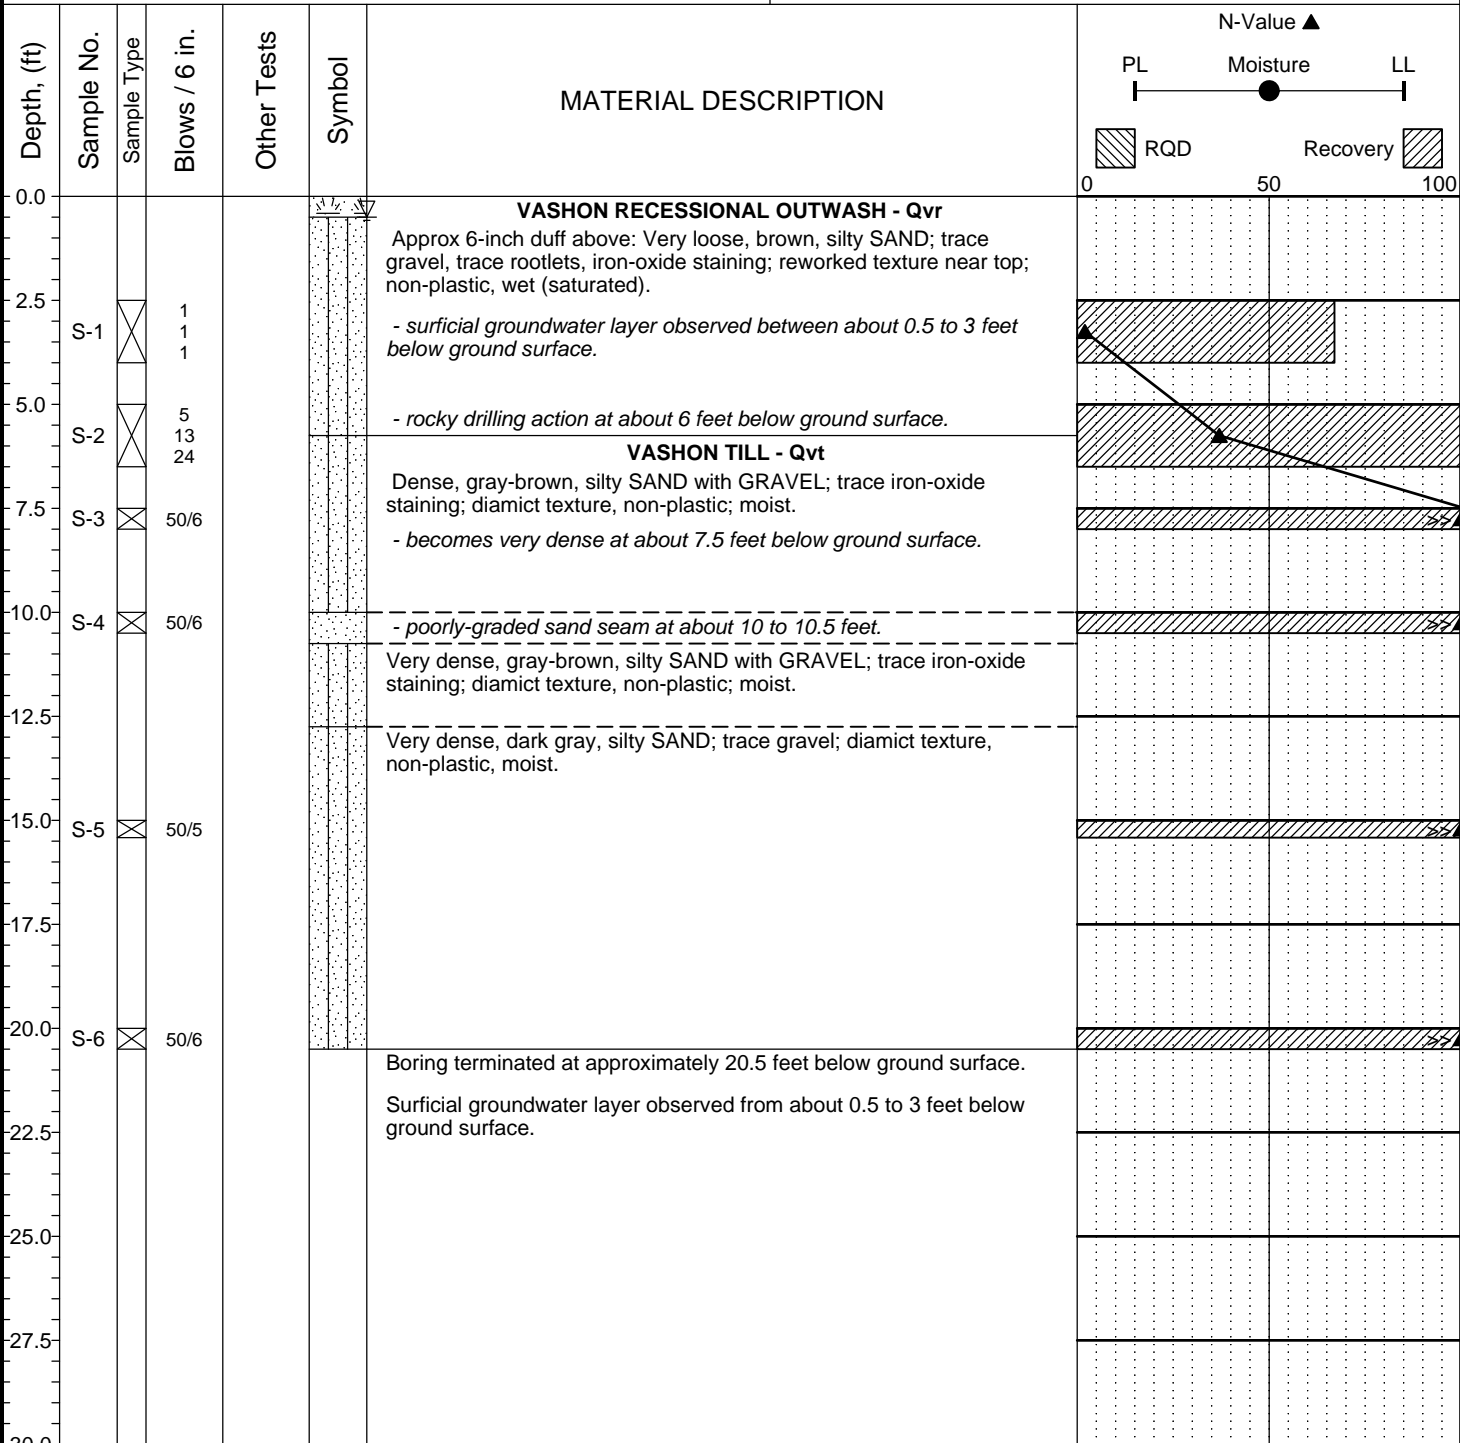 Depth, (ft)
Sample No.
Sample Type
Blows / 6 in.
Other Tests
Symbol
MATERIAL DESCRIPTION
N-Value
PL Moisture LL
RQD Recovery
0 50 100
0.0
VASHON RECESSIONAL OUTWASH - Qvr
Approx 6-inch duff above: Very loose, brown, silty SAND; trace
gravel, trace rootlets, iron-oxide staining; reworked texture near top;
non-plastic, wet (saturated).
2.5
S-1
1
1
1
- surficial groundwater layer observed between about 0.5 to 3 feet
below ground surface.
5.0
S-2
5
13
24
- rocky drilling action at about 6 feet below ground surface.
VASHON TILL - Qvt
Dense, gray-brown, silty SAND with GRAVEL; trace iron-oxide
staining; diamict texture, non-plastic; moist.
7.5
S-3 50/6 >>
- becomes very dense at about 7.5 feet below ground surface.
10.0
S-4 50/6 >>
- poorly-graded sand seam at about 10 to 10.5 feet.
Very dense, gray-brown, silty SAND with GRAVEL; trace iron-oxide
staining; diamict texture, non-plastic; moist.
12.5
Very dense, dark gray, silty SAND; trace gravel; diamict texture,
non-plastic, moist.
15.0
S-5 50/5 >>
17.5
20.0
S-6 50/6 >>
Boring terminated at approximately 20.5 feet below ground surface.
Surficial groundwater layer observed from about 0.5 to 3 feet below
ground surface.
22.5
25.0
27.5
30.0